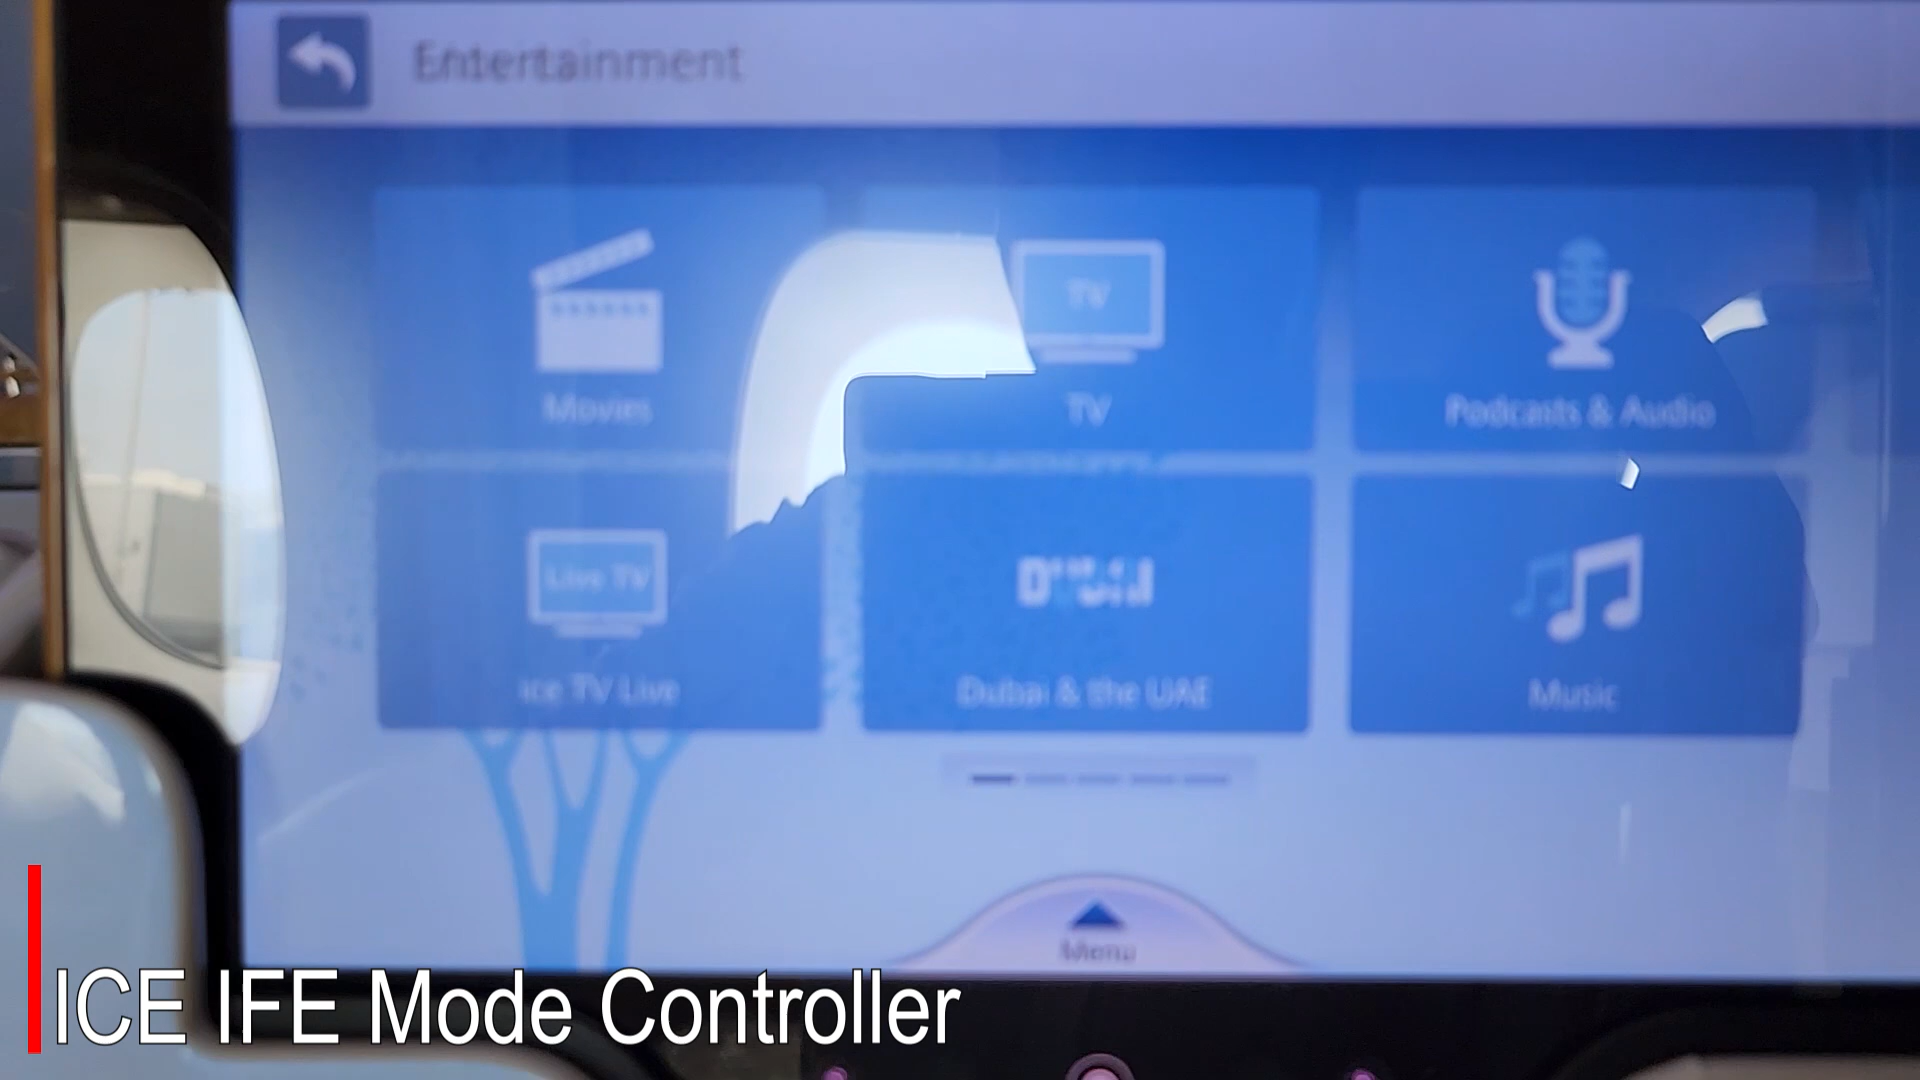 Entertainment
TV
Movies
TV
Podcasts & Audio
Live TV
DUBAI
ice TV Live
Dubai & the UAE
Music
Menu
ICE IFE Mode Controller